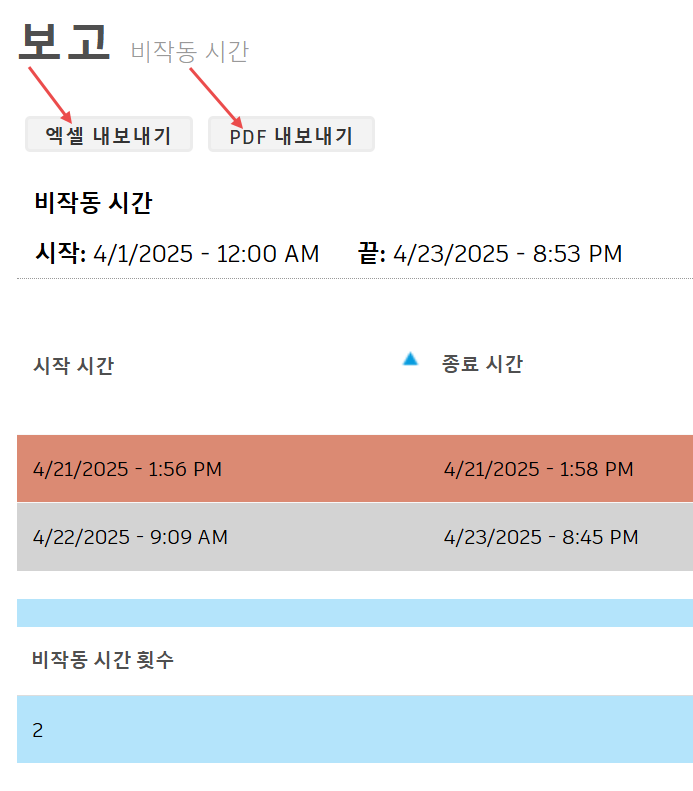 보고 비작동 시간
엑셀 내보내기 PDF 내보내기
비작동 시간
시작: 4/1/2025 - 12:00 AM 끝: 4/23/2025 - 8:53 PM
시작 시간 종료 시간
4/21/2025 - 1:56 PM 4/21/2025 - 1:58 PM
4/22/2025 - 9:09 AM 4/23/2025 - 8:45 PM
비작동 시간 횟수
2